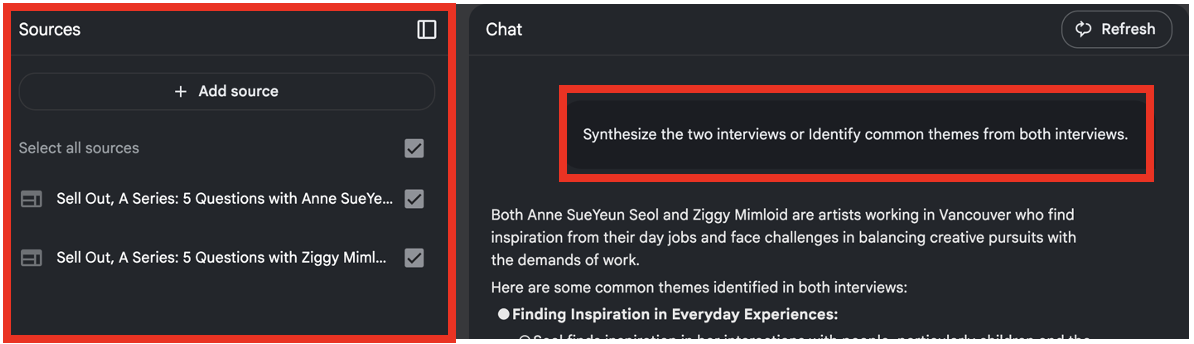 Sources
+ Add source
Select all sources
Sell Out, A Series: 5 Questions with Anne SueYe...
Sell Out, A Series: 5 Questions with Ziggy Miml...
Chat
Refresh
Synthesize the two interviews or Identify common themes from both interviews.
Both Anne SueYeun Seol and Ziggy Mimloid are artists working in Vancouver who find
inspiration from their day jobs and face challenges in balancing creative pursuits with
the demands of work.
Here are some common themes identified in both interviews:
Finding Inspiration in Everyday Experiences:
Seol finds inspiration in her interactions with people, particularly children and the